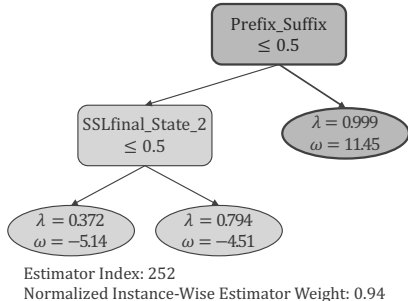 Prefix_Suffix
≤ 0.5
SSLfinal_State_2
≤ 0.5
λ = 0.999
ω = 11.45
λ = 0.372
ω = −5.14
λ = 0.794
ω = −4.51
Estimator Index: 252
Normalized Instance-Wise Estimator Weight: 0.94